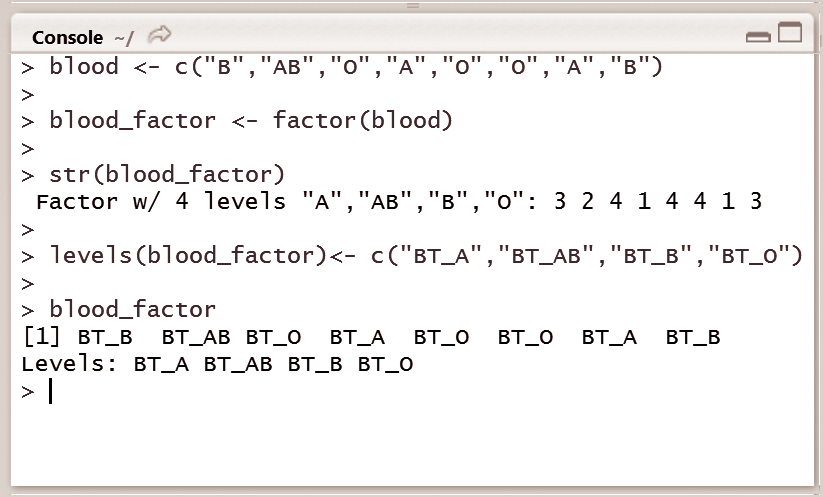 Console ~/
> blood <- c("B","AB","O","A","O","O","A","B")
>
> blood_factor <- factor(blood)
>
> str(blood_factor)
 Factor w/ 4 levels "A","AB","B","O": 3 2 4 1 4 4 1 3
>
> levels(blood_factor)<- c("BT_A","BT_AB","BT_B","BT_O")
>
> blood_factor
[1] BT_B  BT_AB BT_O  BT_A  BT_O  BT_O  BT_A  BT_B
Levels: BT_A BT_AB BT_B BT_O
>